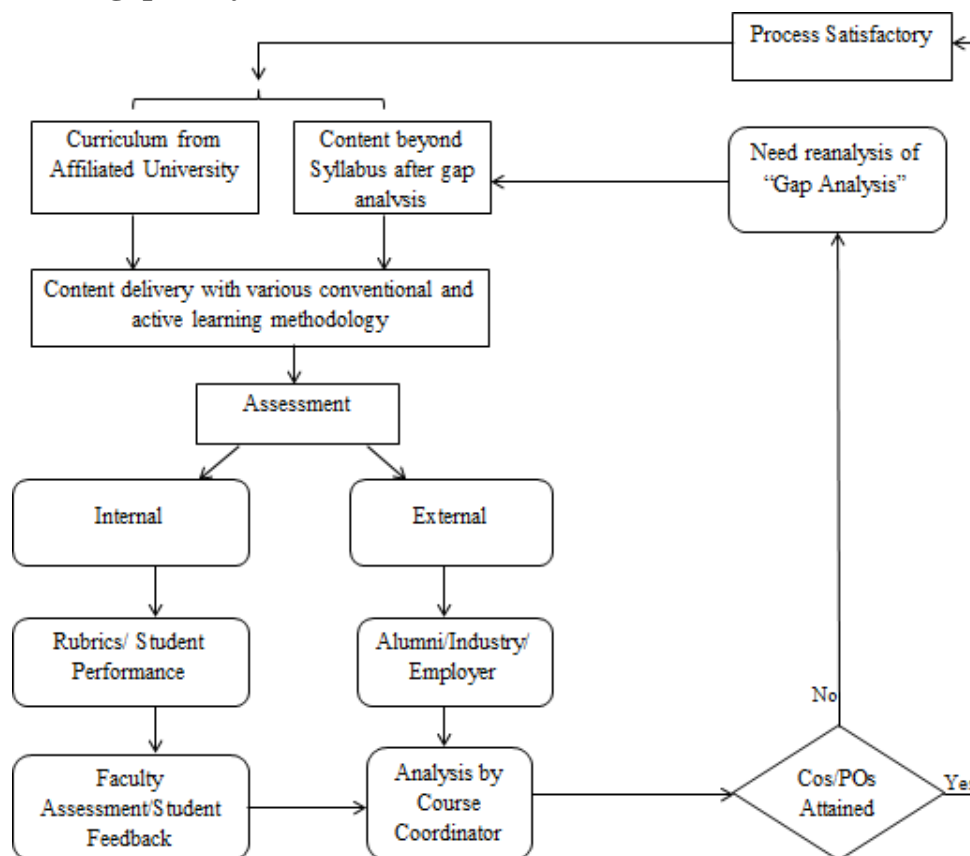 Process Satisfactory
Curriculum from
Affiliated University
Content beyond
Syllabus after gap
analysis
Need reanalysis of
“Gap Analysis”
Content delivery with various conventional and
active learning methodology
Assessment
Internal
External
Rubrics/ Student
Performance
Alumni/Industry/
Employer
No
Faculty
Assessment/Student
Feedback
Analysis by
Course
Coordinator
Cos/POs
Attained
Yes